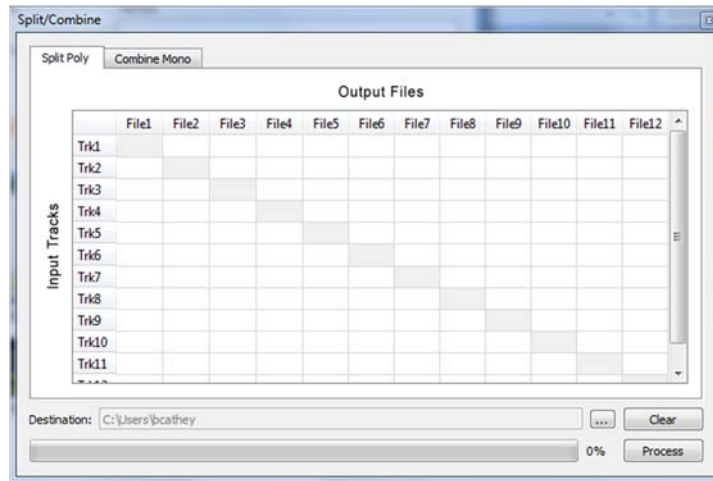 Split/Combine
Split Poly Combine Mono
Output Files
File1 File2 File3 File4 File5 File6 File7 File8 File9 File10 File11 File12
Input Tracks
Trk1
Trk2
Trk3
Trk4
Trk5
Trk6
Trk7
Trk8
Trk9
Trk10
Trk11
Destination: C:\Users\bcathey ... Clear
0% Process